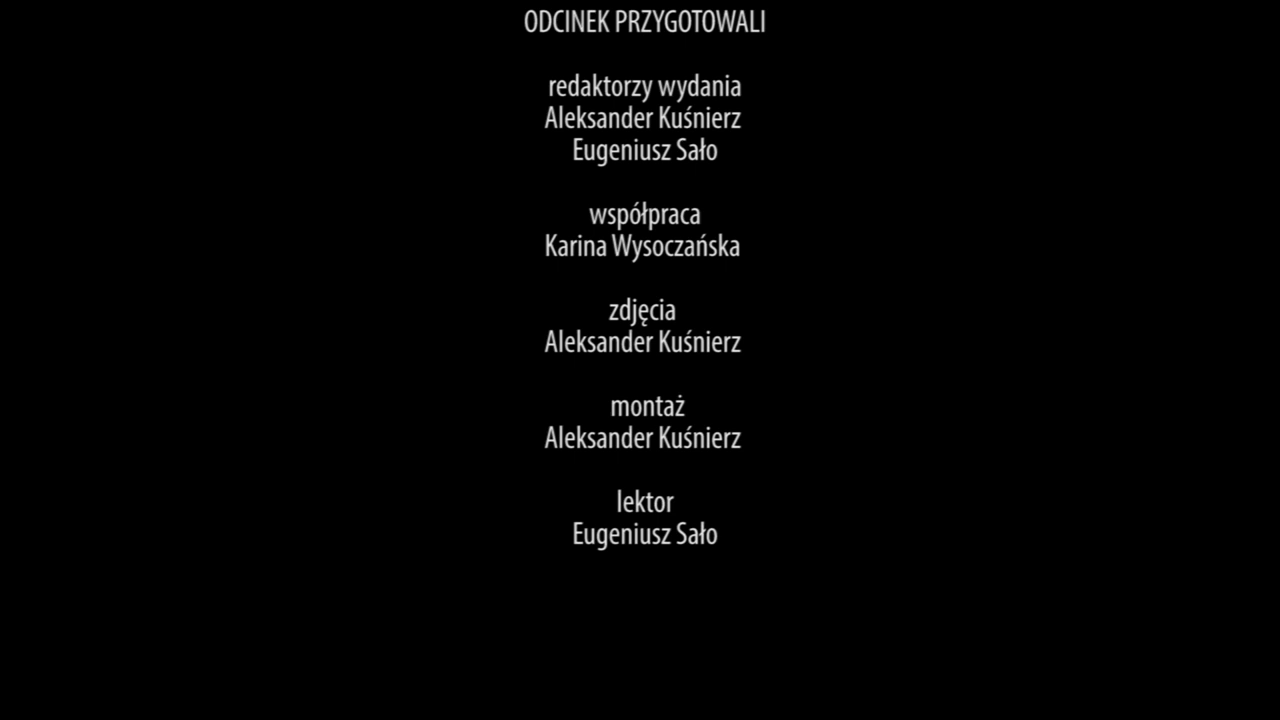 ODCINEK PRZYGOTOWALI
redaktorzy wydania
Aleksander Kuśnierz
Eugeniusz Sało
współpraca
Karina Wysoczańska
zdjęcia
Aleksander Kuśnierz
montaż
Aleksander Kuśnierz
lektor
Eugeniusz Sało